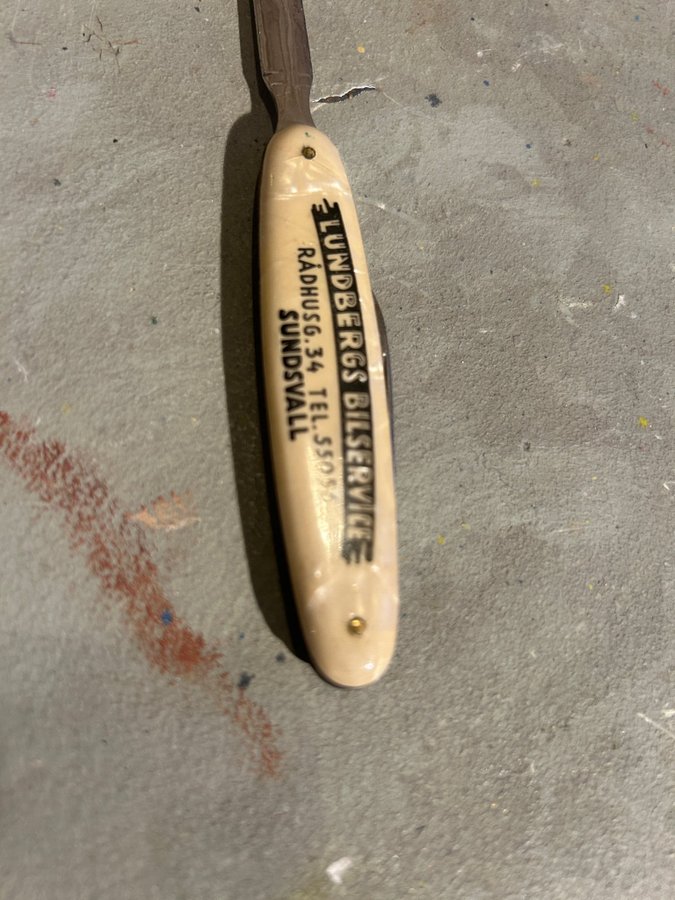 LUNDBERGS BILSERVICE
RÅDHUSG.34 TEL.
SUNDSVALL